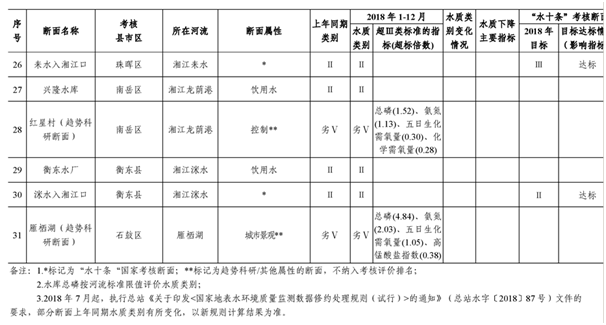 序号 断面名称 考核县市区 所在河流 断面属性 上年同期类别 2018年1-12月 水质类别变化情况 水质下降主要指标 “水十条”考核断面
水质类别 超Ⅲ类标准的指标(超标倍数) 2018年目标 目标达标情 (影响指标
26 耒水入湘江口 珠晖区 湘江耒水 * Ⅱ Ⅱ Ⅲ 达标
27 兴隆水库 南岳区 湘江龙荫港 饮用水 Ⅱ Ⅱ
28 红星村（趋势科研断面） 南岳区 湘江龙荫港 控制** 劣Ⅴ 劣Ⅴ 总磷(1.52)、氨氮(1.13)、五日生化需氧量(0.30)、化学需氧量(0.28)
29 衡东水厂 衡东县 湘江洣水 饮用水 Ⅱ Ⅱ
30 洣水入湘江口 衡东县 湘江洣水 * Ⅱ Ⅱ Ⅱ 达标
31 雁栖湖（趋势科研断面） 石鼓区 雁栖湖 城市景观** 劣Ⅴ 劣Ⅴ 总磷(4.84)、氨氮(2.03)、五日生化需氧量(1.05)、高锰酸盐指数(0.38)
备注：1.*标记为“水十条“国家考核断面；**标记为趋势科研/其他属性的断面，不纳入考核评价排名；
2.水库总磷按河流标准限值评价水质类别；
3.2018年7月起，执行总站《关于印发<国家地表水环境质量监测数据修约处理规则（试行）>的通知》（总站水字〔2018〕87号）文件的
要求，部分断面上年同期水质类别有所变化，以新规则计算结果为准。